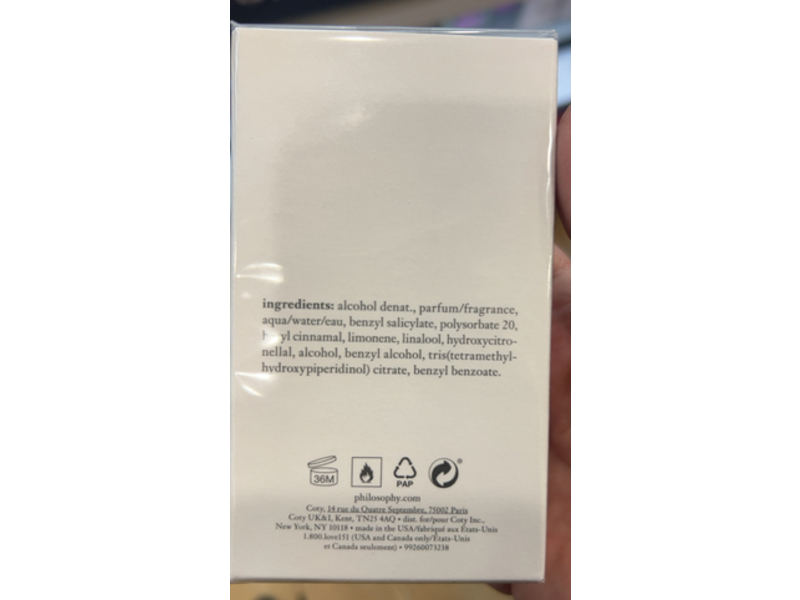 ingredients: alcohol denat., parfum/fragrance,
aqua/water/eau, benzyl salicylate, polysorbate 20,
cinnamal, limonene, linalool, hydroxycitro-
nellal, alcohol, benzyl alcohol, tris(tetramethyl-
hydroxypiperidinol) citrate, benzyl benzoate.
36M
PAP
philosophy.com
Coty, 14 rue du Quatre Septembre, 75002 Paris
Coty UK&I, Kent, TN25 4AQ • dist. for/pour Coty Inc.,
New York, NY 10118 • made in the USA/fabriqué aux États-Unis
1.800.love151 (USA and Canada only/États-Unis
et Canada seulement) • 99260073238